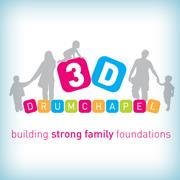 3D
DRUMCHAPEL
building strong family foundations